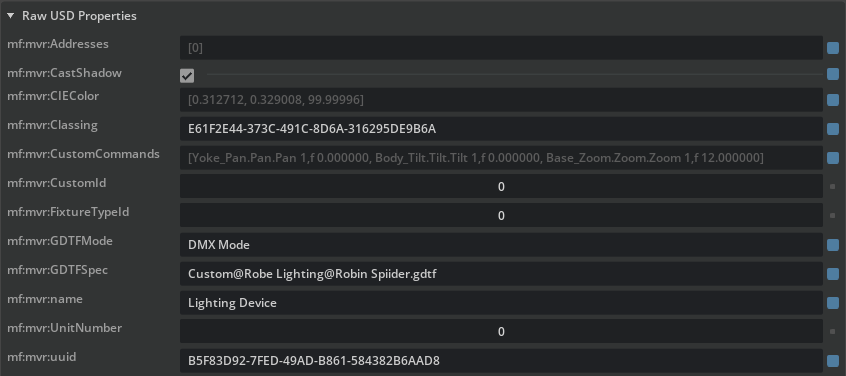 Raw USD Properties
mf:mvr:Addresses [0]
mf:mvr:CastShadow
mf:mvr:CIEColor [0.312712, 0.329008, 99.99996]
mf:mvr:Classing E61F2E44-373C-491C-8D6A-316295DE9B6A
mf:mvr:CustomCommands [Yoke_Pan.Pan.Pan 1,f 0.000000, Body_Tilt.Tilt.Tilt 1,f 0.000000, Base_Zoom.Zoom.Zoom 1,f 12.000000]
mf:mvr:CustomId 0
mf:mvr:FixtureTypeId 0
mf:mvr:GDTFMode DMX Mode
mf:mvr:GDTFSpec Custom@Robe Lighting@Robin Spiider.gdtf
mf:mvr:name Lighting Device
mf:mvr:UnitNumber 0
mf:mvr:uuid B5F83D92-7FED-49AD-B861-584382B6AAD8